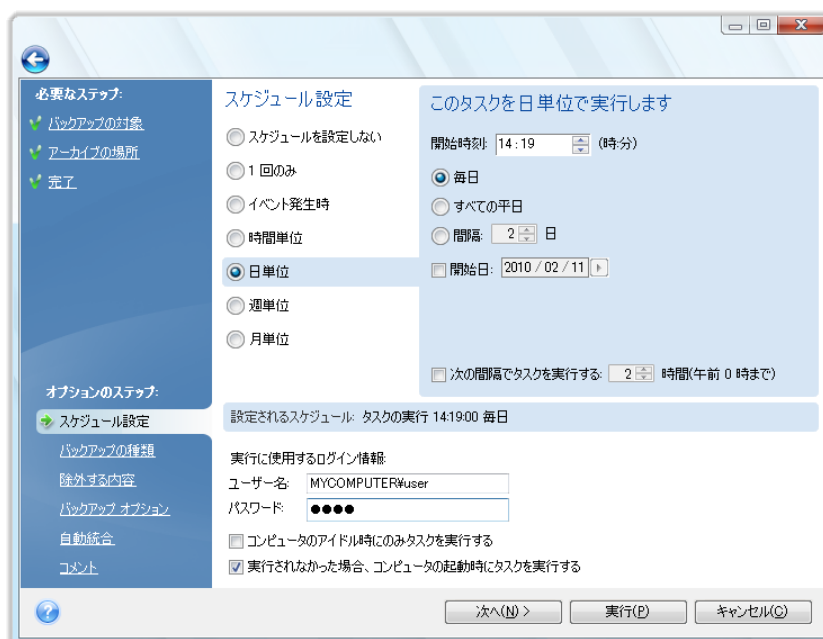 必要なステップ:
バックアップの対象
アーカイブの場所
完了
オプションのステップ:
スケジュール設定
バックアップの種類
除外する内容
バックアップ オプション
自動統合
コメント
スケジュール設定
スケジュールを設定しない
1 回のみ
イベント発生時
時間単位
日単位
週単位
月単位
このタスクを日単位で実行します
開始時刻: 14:19 (時:分)
毎日
すべての平日
間隔: 2 日
開始日: 2010/02/11
次の間隔でタスクを実行する: 2 時間(午前 0 時まで)
設定されるスケジュール: タスクの実行 14:19:00 毎日
実行に使用するログイン情報:
ユーザー名: MYCOMPUTER¥user
パスワード: ●●●●
コンピュータのアイドル時にのみタスクを実行する
実行されなかった場合、コンピュータの起動時にタスクを実行する
次へ(N) >
実行(P)
キャンセル(C)